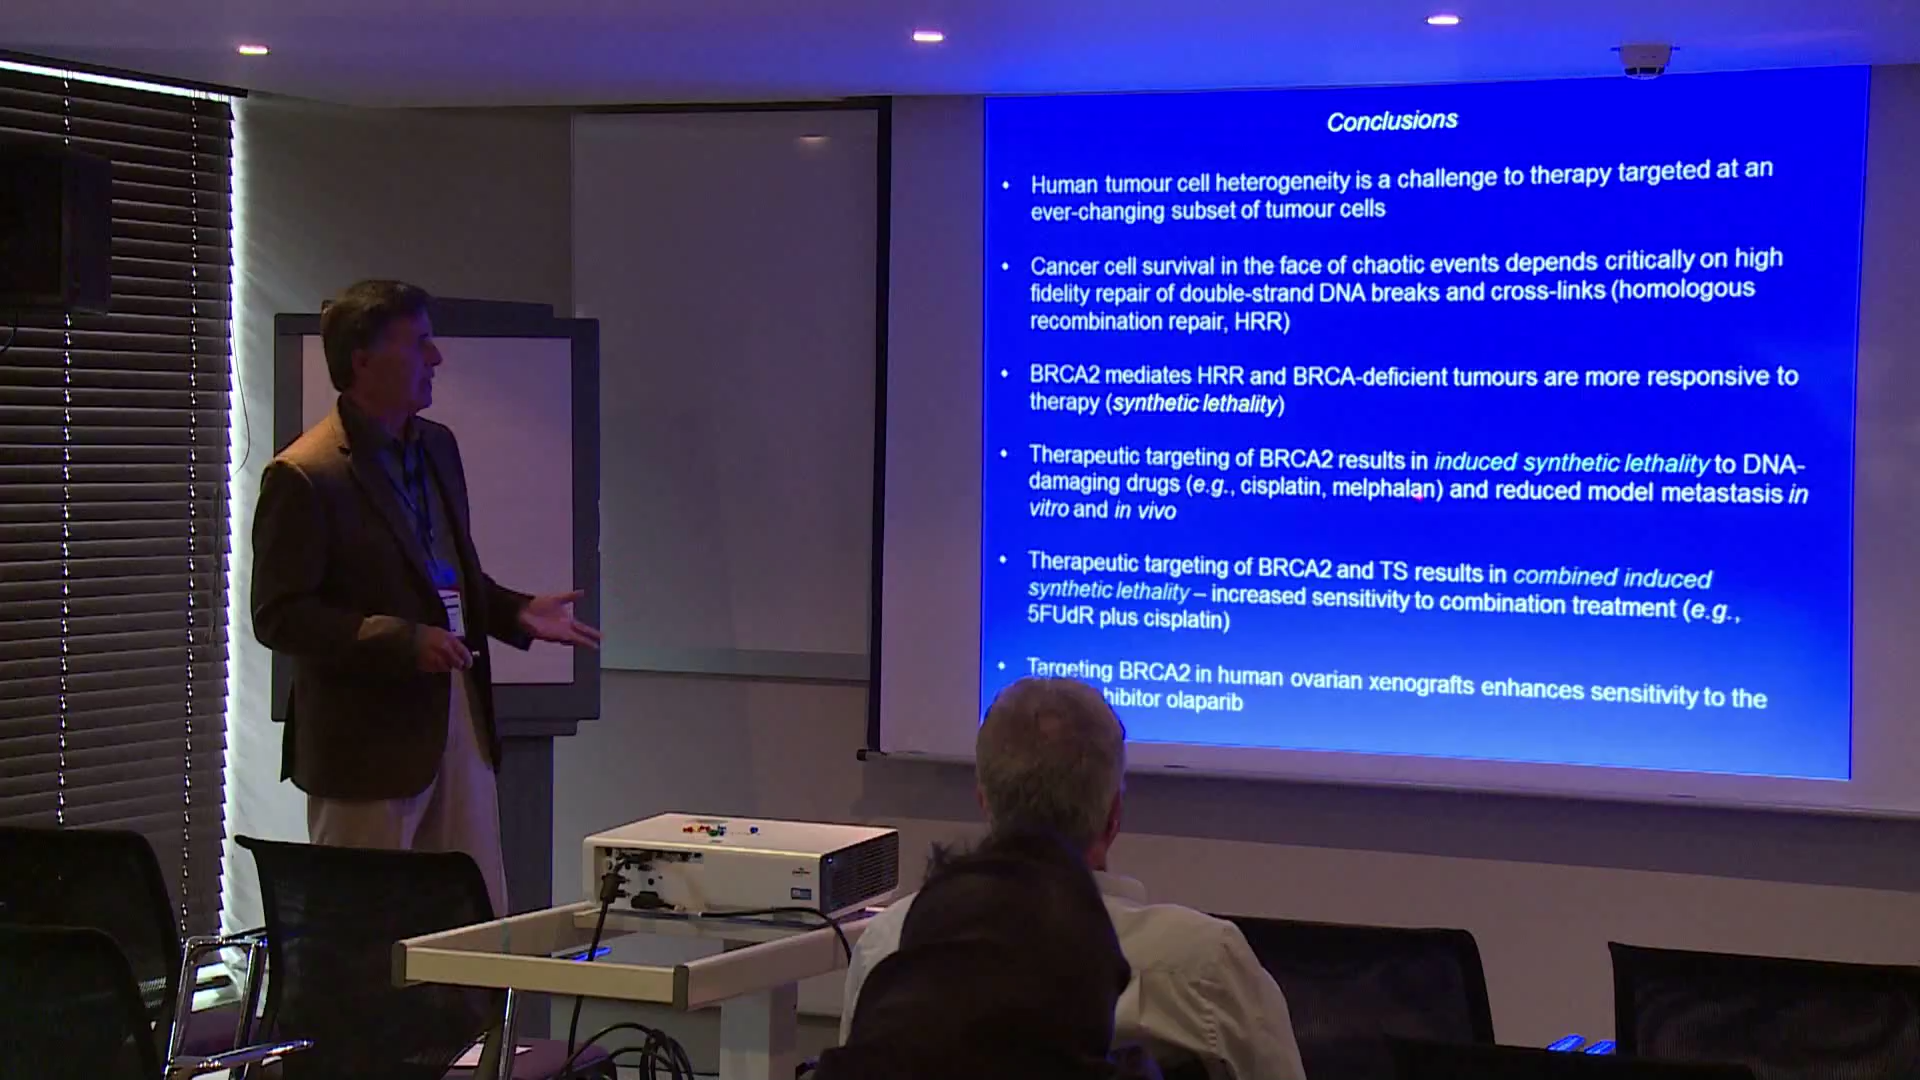 Conclusions
• Human tumour cell heterogeneity is a challenge to therapy targeted at an
ever-changing subset of tumour cells
• Cancer cell survival in the face of chaotic events depends critically on high
fidelity repair of double-strand DNA breaks and cross-links (homologous
recombination repair, HRR)
• BRCA2 mediates HRR and BRCA-deficient tumours are more responsive to
therapy (synthetic lethality)
• Therapeutic targeting of BRCA2 results in induced synthetic lethality to DNA-
damaging drugs (e.g., cisplatin, melphalan) and reduced model metastasis in
vitro and in vivo
• Therapeutic targeting of BRCA2 and TS results in combined induced
synthetic lethality – increased sensitivity to combination treatment (e.g.,
5FUdR plus cisplatin)
• Targeting BRCA2 in human ovarian xenografts enhances sensitivity to the
hibitor olaparib